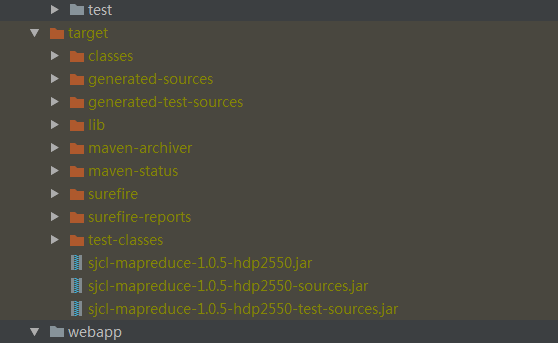 test
target
classes
generated-sources
generated-test-sources
lib
maven-archiver
maven-status
surefire
surefire-reports
test-classes
sjcl-mapreduce-1.0.5-hdp2550.jar
sjcl-mapreduce-1.0.5-hdp2550-sources.jar
sjcl-mapreduce-1.0.5-hdp2550-test-sources.jar
webapp